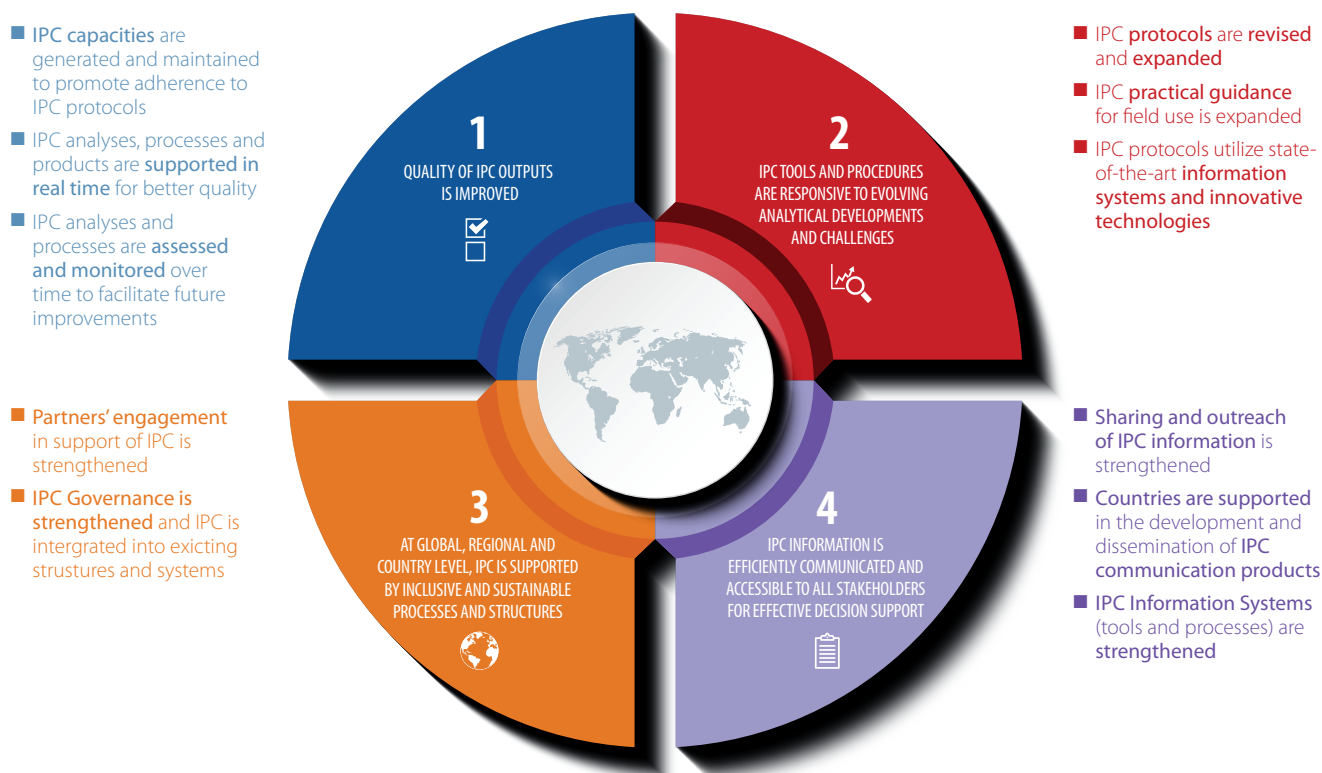 ■ IPC capacities are
generated and maintained
to promote adherence to
IPC protocols
■ IPC analyses, processes and
products are supported in
real time for better quality
■ IPC analyses and
processes are assessed
and monitored over
time to facilitate future
improvements
1
QUALITY OF IPC OUTPUTS
IS IMPROVED
2
IPC TOOLS AND PROCEDURES
ARE RESPONSIVE TO EVOLVING
ANALYTICAL DEVELOPMENTS
AND CHALLENGES
■ IPC protocols are revised
and expanded
■ IPC practical guidance
for field use is expanded
■ IPC protocols utilize state-
of-the-art information
systems and innovative
technologies
■ Partners' engagement
in support of IPC is
strengthened
■ IPC Governance is
strengthened and IPC is
intergrated into exicting
strustures and systems
3
AT GLOBAL, REGIONAL AND
COUNTRY LEVEL, IPC IS SUPPORTED
BY INCLUSIVE AND SUSTAINABLE
PROCESSES AND STRUCTURES
4
IPC INFORMATION IS
EFFICIENTLY COMMUNICATED AND
ACCESSIBLE TO ALL STAKEHOLDERS
FOR EFFECTIVE DECISION SUPPORT
■ Sharing and outreach
of IPC information is
strengthened
■ Countries are supported
in the development and
dissemination of IPC
communication products
■ IPC Information Systems
(tools and processes) are
strengthened